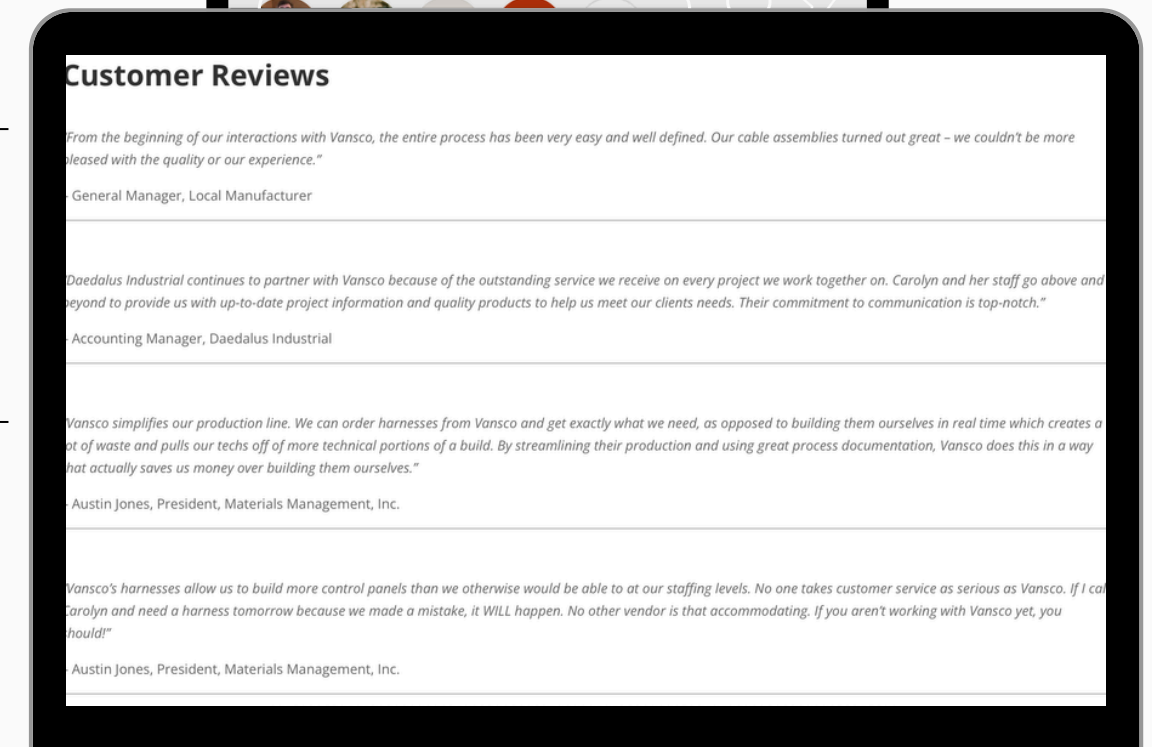 Customer Reviews
“From the beginning of our interactions with Vansco, the entire process has been very easy and well defined. Our cable assemblies turned out great – we couldn’t be more
pleased with the quality or our experience.”
- General Manager, Local Manufacturer
“Daedalus Industrial continues to partner with Vansco because of the outstanding service we receive on every project we work together on. Carolyn and her staff go above and
beyond to provide us with up-to-date project information and quality products to help us meet our clients needs. Their commitment to communication is top-notch.”
- Accounting Manager, Daedalus Industrial
“Vansco simplifies our production line. We can order harnesses from Vansco and get exactly what we need, as opposed to building them ourselves in real time which creates a
lot of waste and pulls our techs off of more technical portions of a build. By streamlining their production and using great process documentation, Vansco does this in a way
that actually saves us money over building them ourselves.”
- Austin Jones, President, Materials Management, Inc.
“Vansco’s harnesses allow us to build more control panels than we otherwise would be able to at our staffing levels. No one takes customer service as serious as Vansco. If I cal
Carolyn and need a harness tomorrow because we made a mistake, it WILL happen. No other vendor is that accommodating. If you aren’t working with Vansco yet, you
should!”
- Austin Jones, President, Materials Management, Inc.